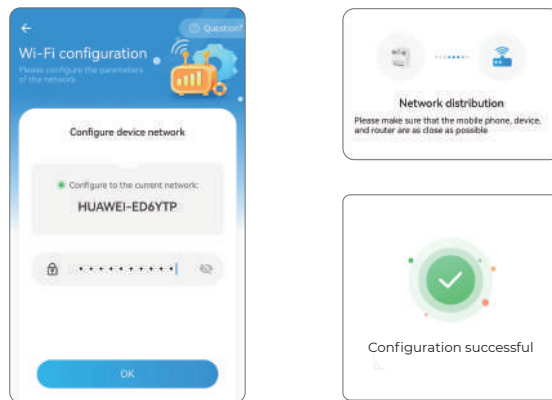 Question?
Wi-Fi configuration
Please configure the parameters
of the network
Configure device network
Configure to the current network:
HUAWEI-ED6YTP
OK
Network distribution
Please make sure that the mobile phone, device,
and router are as close as possible
Configuration successful